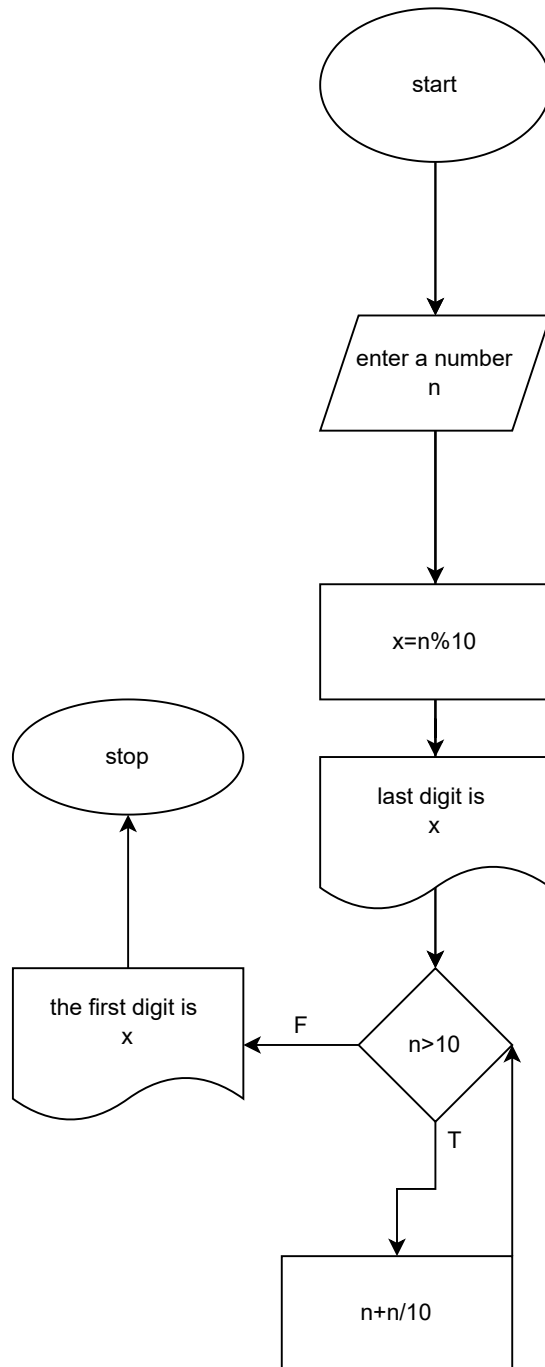 start
enter a number
n
x=n%10
last digit is
x
n>10
T
n+n/10
F
the first digit is
x
stop